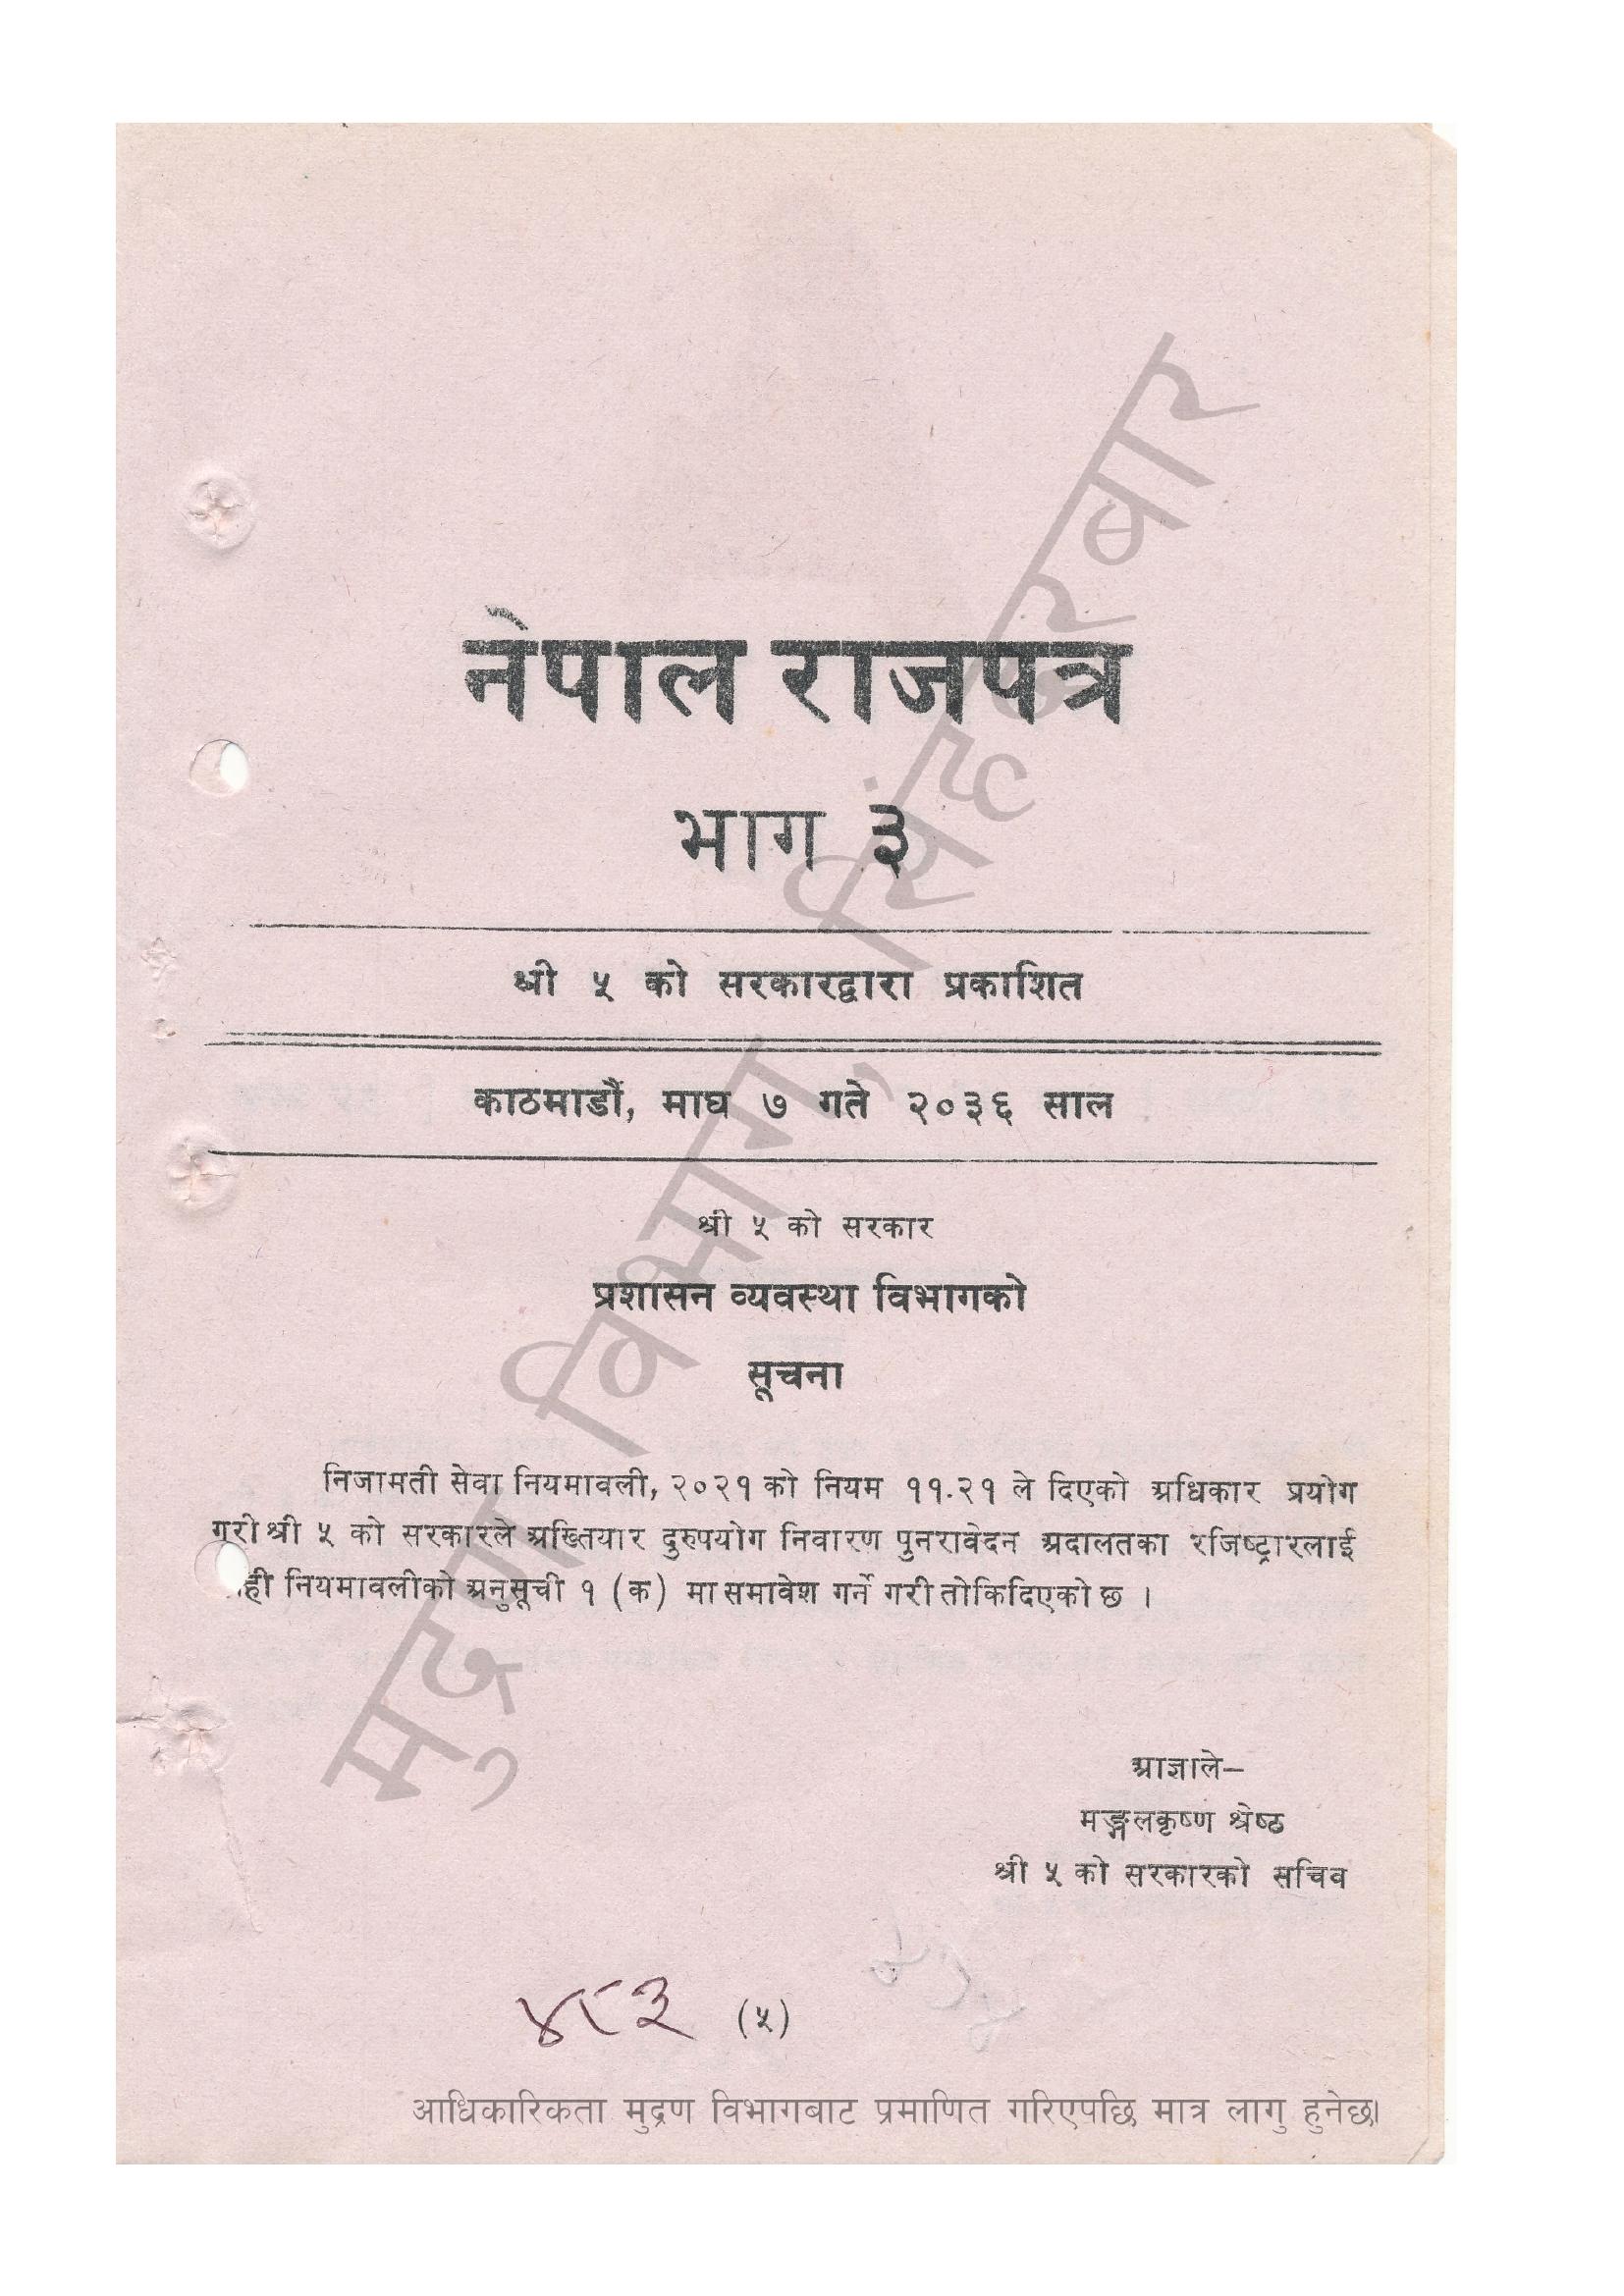 नेपाल राजपत्र
भाग ३
श्री ५ को सरकारद्वारा प्रकाशित
काठमाडौं, माघ ७ गते २०३६ साल
श्री ५ को सरकार
प्रशासन व्यवस्था विभागको
सूचना
निजामती सेवा नियमावली, २०२१ को नियम ११.२१ ले दिएको अधिकार प्रयोग
गरी श्री ५ को सरकारले अख्तियार दुरुपयोग निवारण पुनरावेदन अदालतका रजिष्ट्रारलाई
नियमावलीको अनुसूची १ (क) मा समावेश गर्ने गरी तोकिदिएको छ ।
आज्ञाले–
मङ्गलकृष्ण श्रेष्ठ
श्री ५ को सरकारको सचिव
४८३ (५)
आधिकारिकता मुद्रण विभागबाट प्रमाणित गरिएपछि मात्र लागु हुनेछ।
मुद्रण विभाग, सिंहदरबार